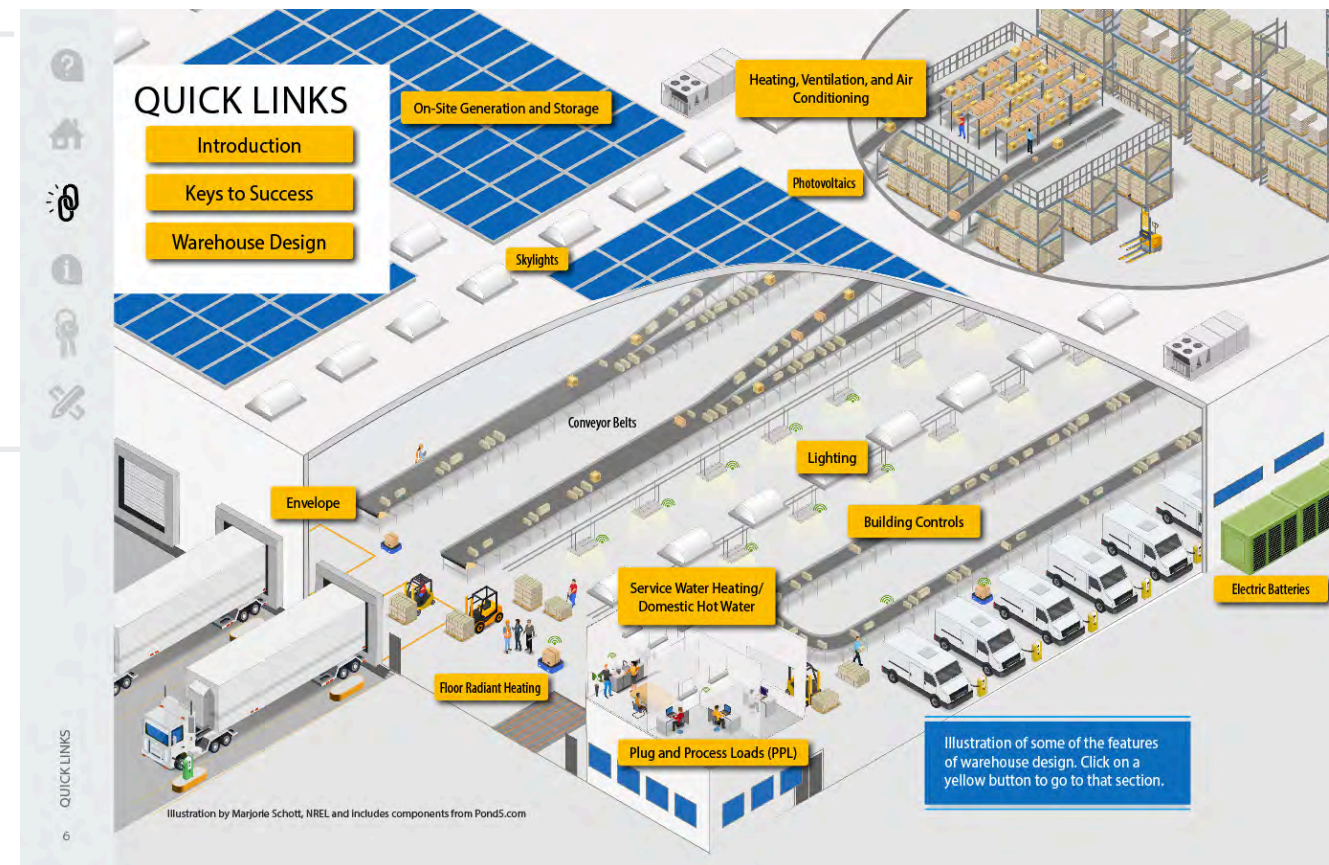 QUICK LINKS
Introduction
Keys to Success
Warehouse Design
On-Site Generation and Storage
Heating, Ventilation, and Air
Conditioning
Photovoltaics
Skylights
Conveyor Belts
Lighting
Envelope
Building Controls
Service Water Heating/
Domestic Hot Water
Electric Batteries
Floor Radiant Heating
Plug and Process Loads (PPL)
Illustration of some of the features
of warehouse design. Click on a
yellow button to go to that section.
Illustration by Marjorie Schott, NREL and includes components from Pond5.com
QUICK LINKS
6